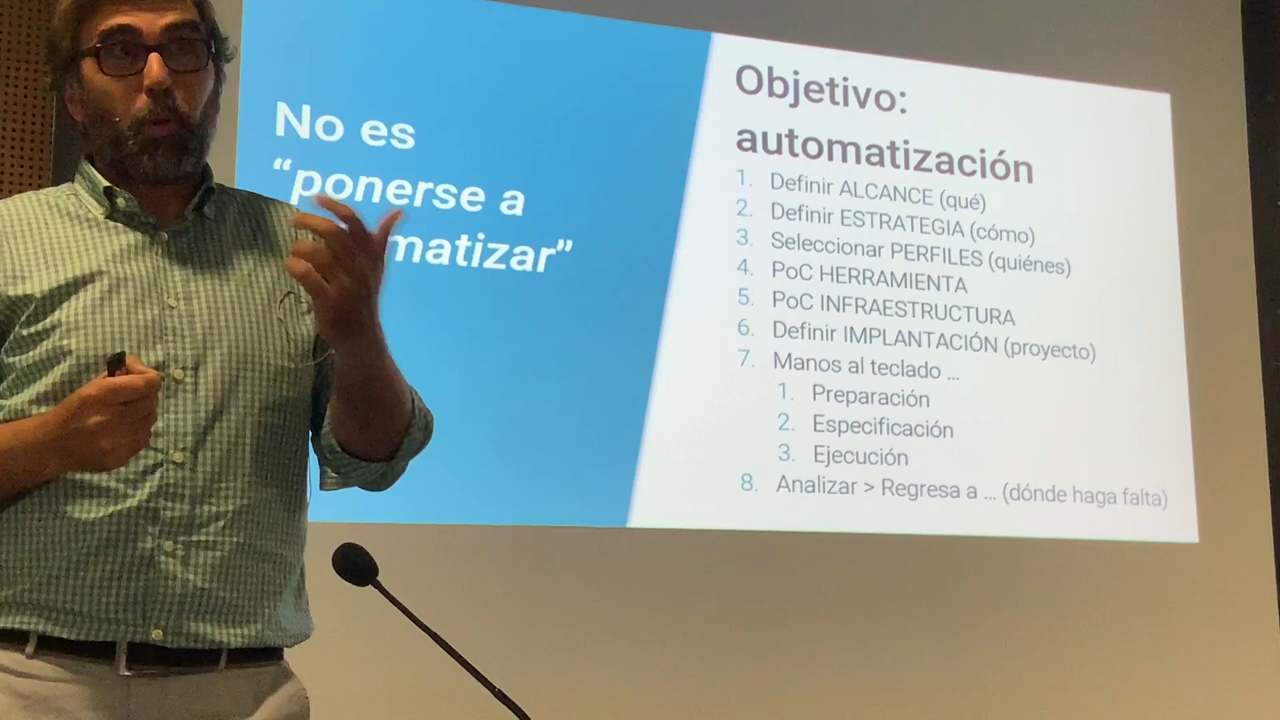 No es
“ponerse a
matizar”
Objetivo:
automatización
1. Definir ALCANCE (qué)
2. Definir ESTRATEGIA (cómo)
3. Seleccionar PERFILES (quiénes)
4. PoC HERRAMIENTA
5. PoC INFRAESTRUCTURA
6. Definir IMPLANTACIÓN (proyecto)
7. Manos al teclado ...
1. Preparación
2. Especificación
3. Ejecución
8. Analizar > Regresa a ... (dónde haga falta)